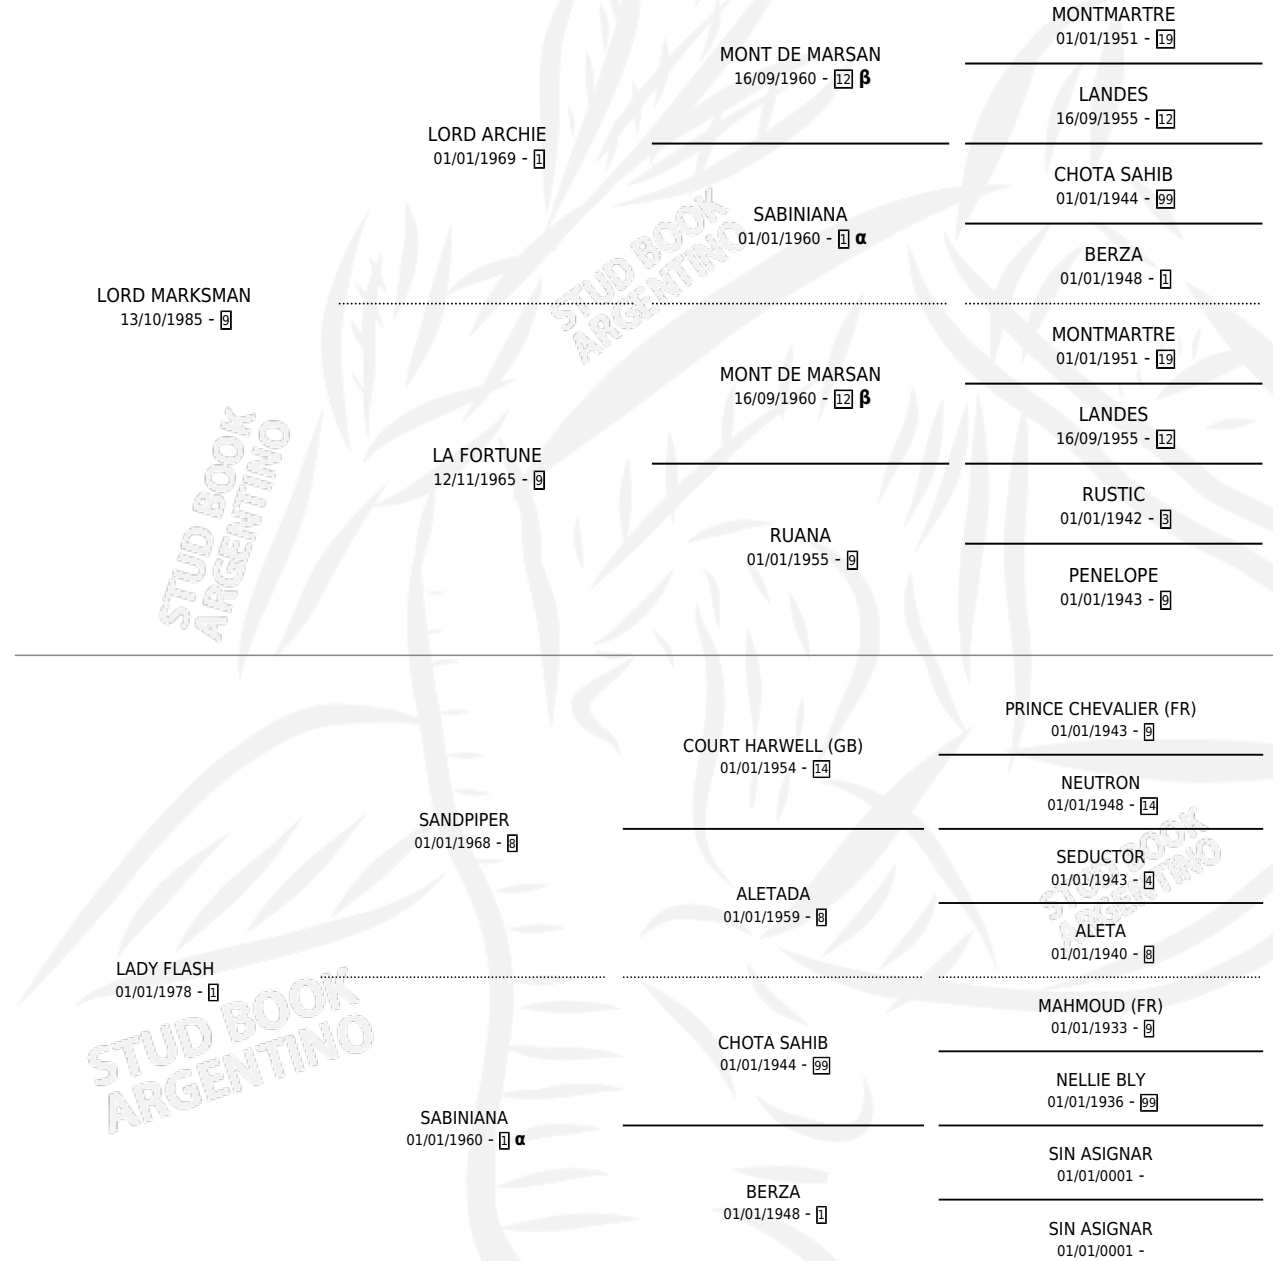 MONTMARTRE
01/01/1951 - 19
MONT DE MARSAN
16/09/1960 - 12 β
LANDES
16/09/1955 - 12
LORD ARCHIE
01/01/1969 - 1
CHOTA SAHIB
01/01/1944 - 99
SABINIANA
01/01/1960 - 1 α
BERZA
01/01/1948 - 1
STUD BOOK
ARGENTINO
LORD MARKSMAN
13/10/1985 - 9
MONTMARTRE
01/01/1951 - 19
MONT DE MARSAN
16/09/1960 - 12 β
LANDES
16/09/1955 - 12
LA FORTUNE
12/11/1965 - 9
RUSTIC
01/01/1942 - 3
RUANA
01/01/1955 - 9
PENELOPE
01/01/1943 - 9
STUD BOOK
ARGENTINO
PRINCE CHEVALIER (FR)
01/01/1943 - 9
COURT HARWELL (GB)
01/01/1954 - 14
NEUTRON
01/01/1948 - 14
SANDPIPER
01/01/1968 - 8
SEDUCTOR
01/01/1943 - 4
ALETADA
01/01/1959 - 8
ALETA
01/01/1940 - 8
STUD BOOK
ARGENTINO
LADY FLASH
01/01/1978 - 1
MAHMOUD (FR)
01/01/1933 - 9
CHOTA SAHIB
01/01/1944 - 99
NELLIE BLY
01/01/1936 - 99
STUD BOOK
ARGENTINO
SABINIANA
01/01/1960 - 1 α
SIN ASIGNAR
01/01/0001 -
BERZA
01/01/1948 - 1
SIN ASIGNAR
01/01/0001 -